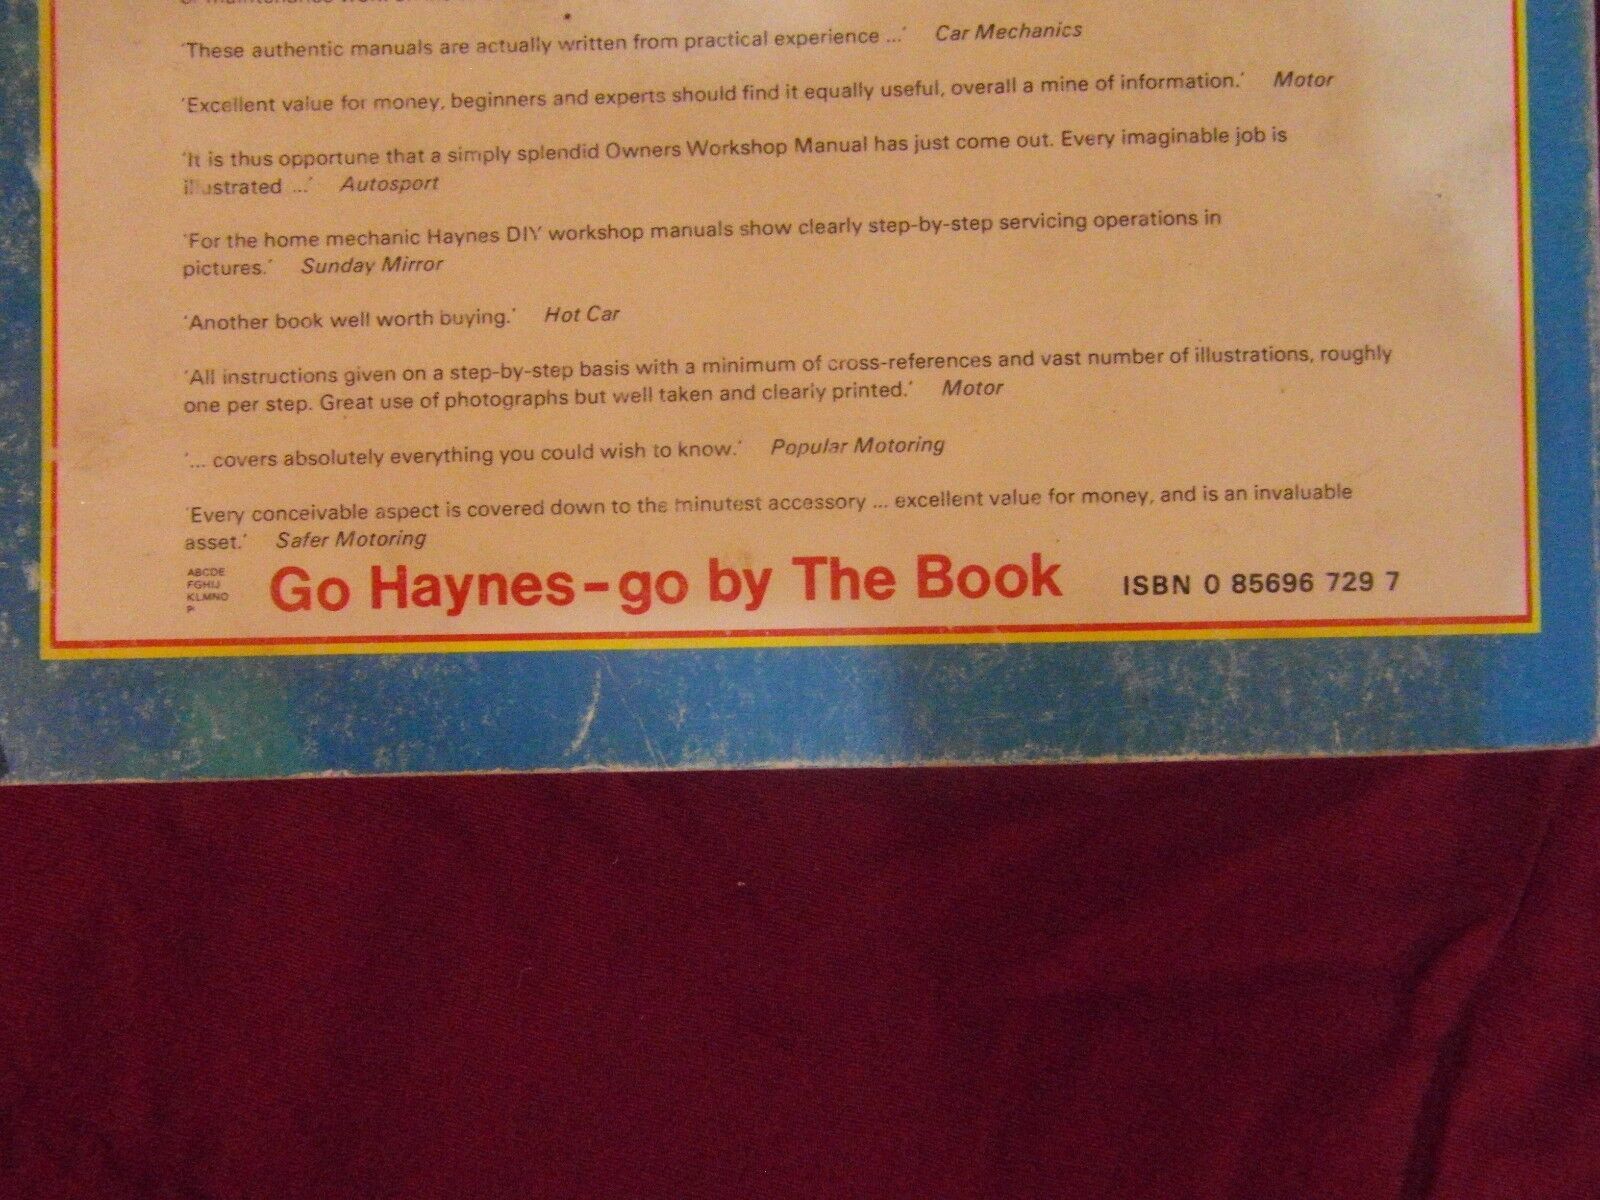 'These authentic manuals are actually written from practical experience ...' Car Mechanics
'Excellent value for money, beginners and experts should find it equally useful, overall a mine of information.' Motor
'It is thus opportune that a simply splendid Owners Workshop Manual has just come out. Every imaginable job is
illustrated ...' Autosport
'For the home mechanic Haynes DIY workshop manuals show clearly step-by-step servicing operations in
pictures.' Sunday Mirror
'Another book well worth buying.' Hot Car
'All instructions given on a step-by-step basis with a minimum of cross-references and vast number of illustrations, roughly
one per step. Great use of photographs but well taken and clearly printed.' Motor
'... covers absolutely everything you could wish to know.' Popular Motoring
'Every conceivable aspect is covered down to the minutest accessory ... excellent value for money, and is an invaluable
asset.' Safer Motoring
ABCDE
FGHIJ
KLMNO
Go Haynes-go by The Book ISBN 0 85696 729 7